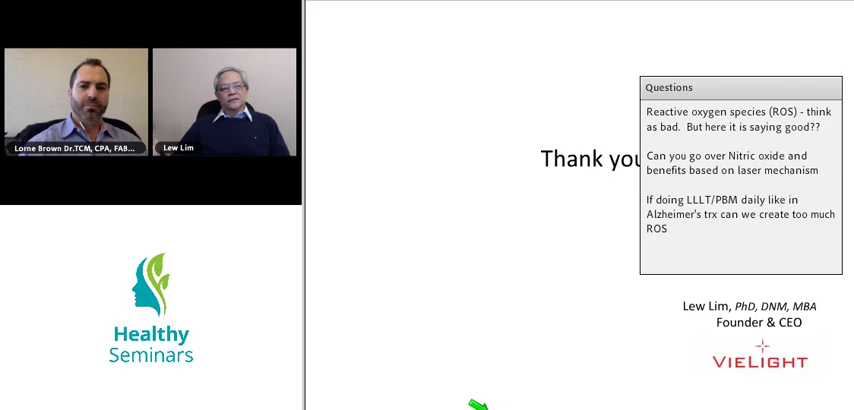 Lorne Brown Dr.TCM, CPA, FAB...
Lew Lim
Healthy
Seminars
Thank you
Questions
Reactive oxygen species (ROS) - think
as bad.  But here it is saying good??
Can you go over Nitric oxide and
benefits based on laser mechanism
If doing LLLT/PBM daily like in
Alzheimer's trx can we create too much
ROS
Lew Lim, PhD, DNM, MBA
Founder & CEO
VIELIGHT